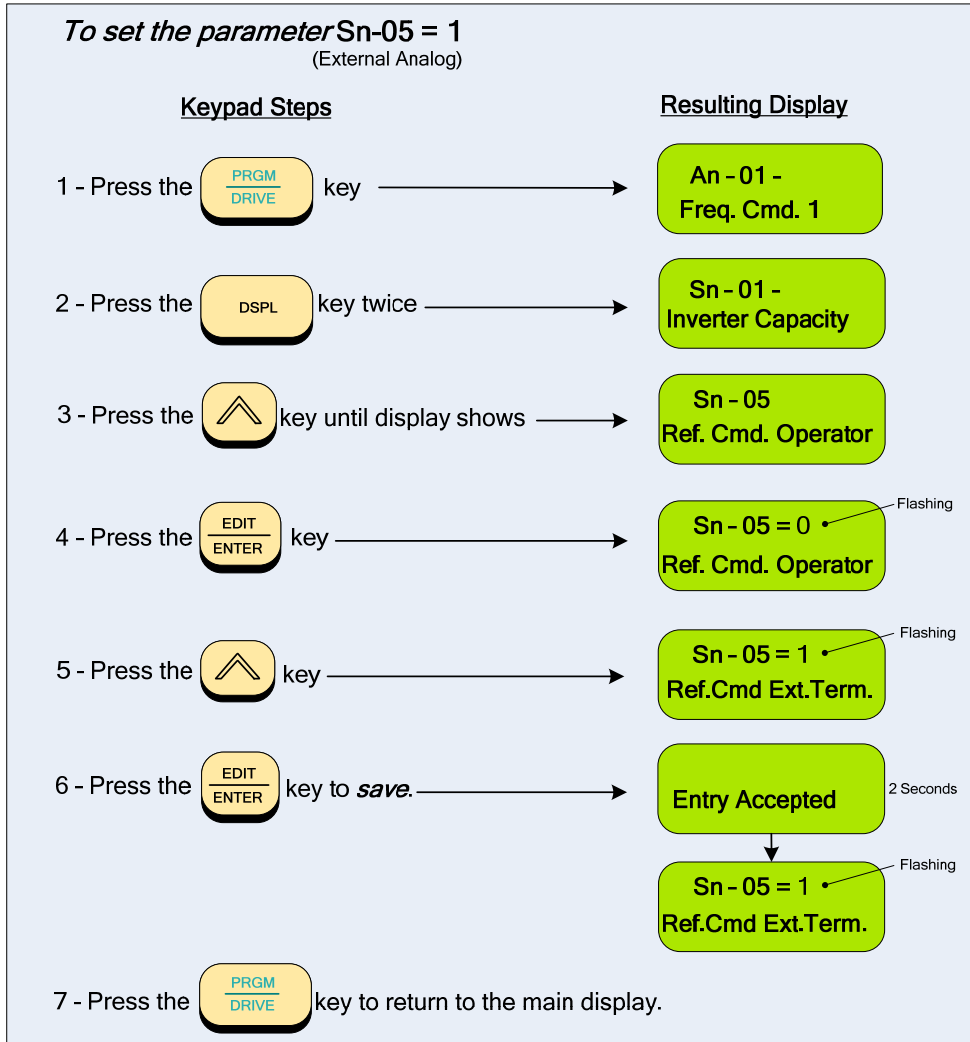 To set the parameter Sn-05 = 1
(External Analog)
Keypad Steps
Resulting Display
1 - Press the PRGM DRIVE key
An - 01 -
Freq. Cmd. 1
2 - Press the DSPL key twice
Sn - 01 -
Inverter Capacity
3 - Press the key until display shows
Sn - 05
Ref. Cmd. Operator
4 - Press the EDIT ENTER key
Sn - 05 = 0
Flashing
Ref. Cmd. Operator
5 - Press the key
Sn - 05 = 1
Flashing
Ref.Cmd Ext.Term.
6 - Press the EDIT ENTER key to save.
Entry Accepted
2 Seconds
Sn - 05 = 1
Flashing
Ref.Cmd Ext.Term.
7 - Press the PRGM DRIVE key to return to the main display.